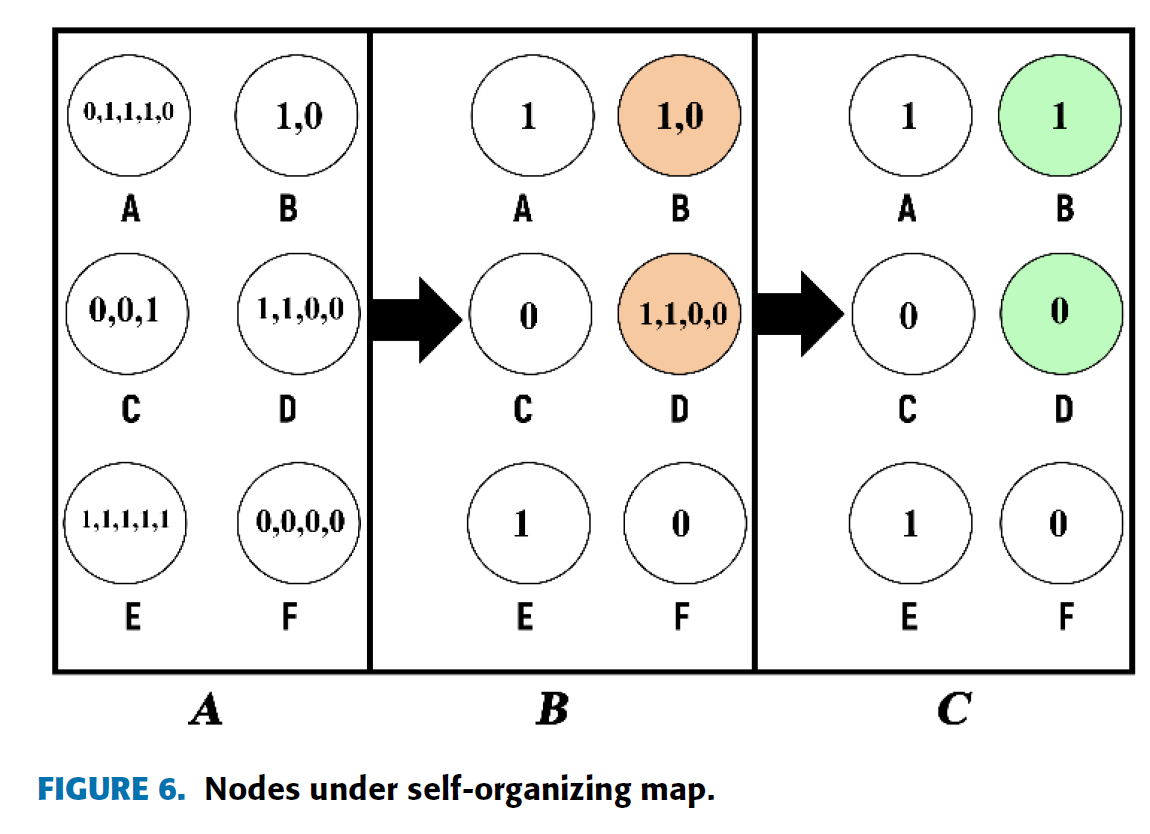 0,1,1,1,0 1,0 1 1,0 1 1
A B A B A B
0,0,1 1,1,0,0 0 1,1,0,0 0 0
C D C D C D
1,1,1,1,1 0,0,0,0 1 0 1 0
E F E F E F
A B C
FIGURE 6. Nodes under self-organizing map.